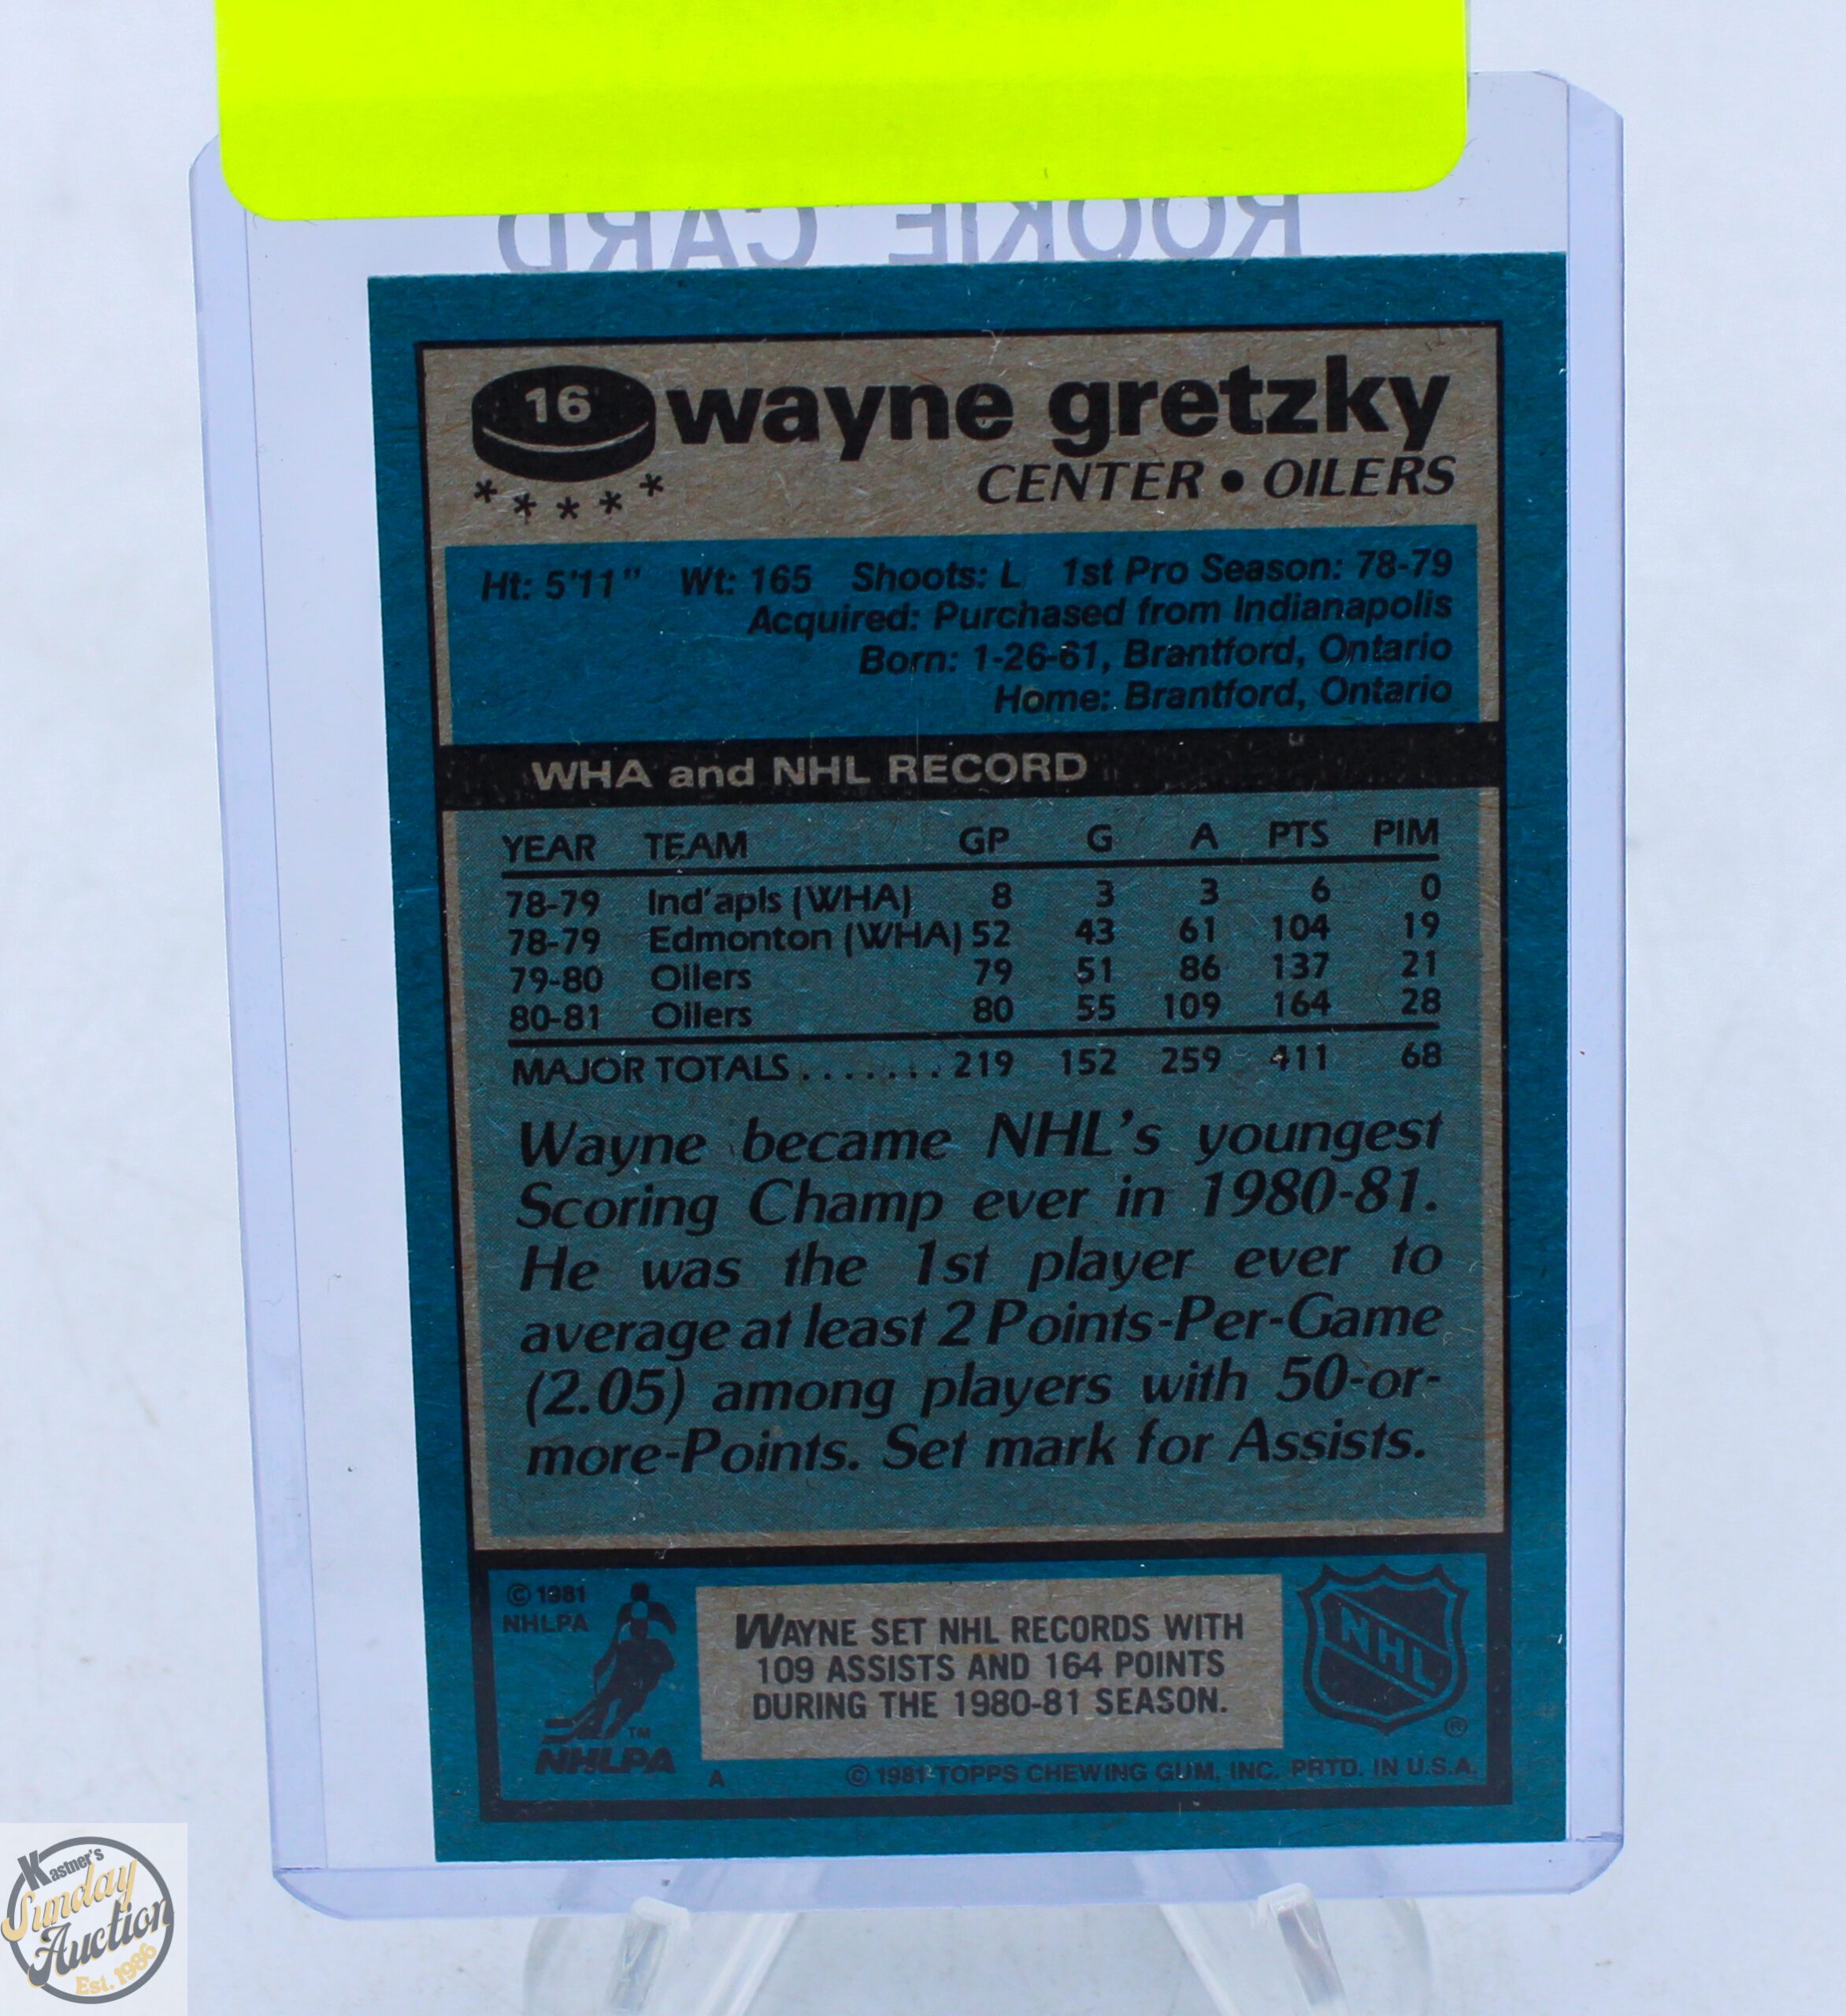 ROOKIE CARD
16 wayne gretzky
* * * * *
CENTER • OILERS
Ht: 5'11" Wt: 165 Shoots: L 1st Pro Season: 78-79
Acquired: Purchased from Indianapolis
Born: 1-26-61, Brantford, Ontario
Home: Brantford, Ontario
WHA and NHL RECORD
YEAR TEAM GP G A PTS PIM
78-79 Ind'apls (WHA) 8 3 3 6 0
78-79 Edmonton (WHA) 52 43 61 104 19
79-80 Oilers 79 51 86 137 21
80-81 Oilers 80 55 109 164 28
MAJOR TOTALS ....... 219 152 259 411 68
Wayne became NHL's youngest
Scoring Champ ever in 1980-81.
He was the 1st player ever to
average at least 2 Points-Per-Game
(2.05) among players with 50-or-
more-Points. Set mark for Assists.
© 1981
NHLPA
TM
NHLPA
WAYNE SET NHL RECORDS WITH
109 ASSISTS AND 164 POINTS
DURING THE 1980-81 SEASON.
NHL
®
A © 1981 TOPPS CHEWING GUM, INC. PRTD. IN U.S.A.
Kastner's
Sunday
Auction
Est. 1986